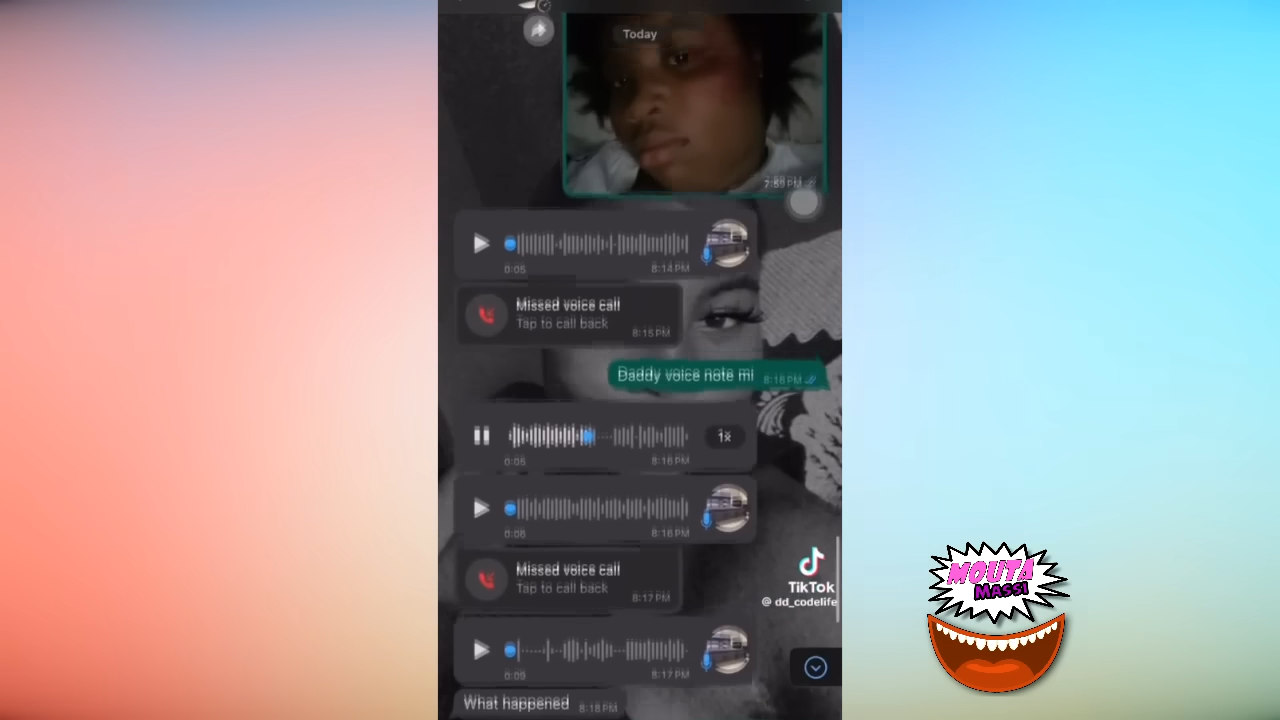 Today
7:59 PM
0:05 8:14 PM
Missed voice call
Tap to call back 8:15 PM
Daddy voice note mi 8:16 PM
1x
0:05 8:16 PM
0:08 8:16 PM
Missed voice call
Tap to call back 8:17 PM
TikTok
@ dd_codelife
0:09 8:17 PM
What happened 8:18 PM
MOUTA
MASSI